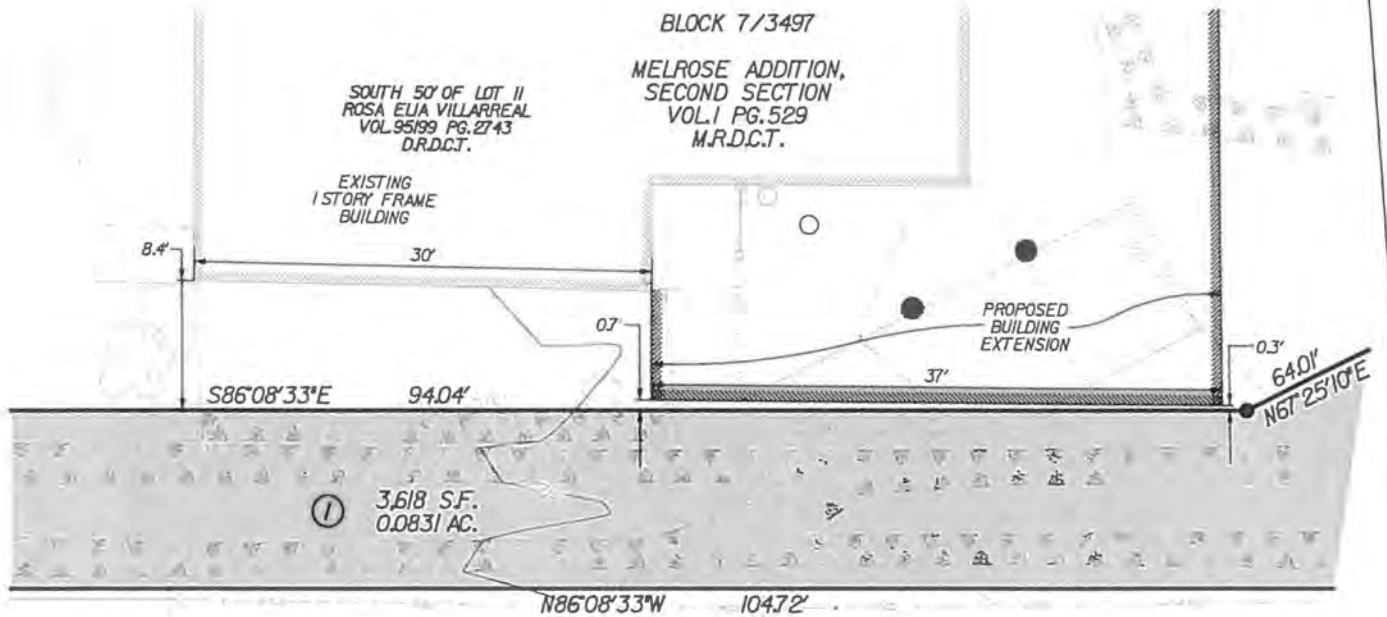 BLOCK 7/3497
MELROSE ADDITION,
SECOND SECTION
VOL.1 PG.529
M.R.D.C.T.
SOUTH 50' OF LOT 11
ROSA ELIA VILLARREAL
VOL.95199 PG.2743
D.R.D.C.T.
EXISTING
1 STORY FRAME
BUILDING
8.4'
30'
0.7'
PROPOSED
BUILDING
EXTENSION
37'
0.3'
64.01'
N67°25'10"E
S86°08'33"E 94.04'
1 3,618 S.F.
0.0831 AC.
N86°08'33"W 104.72'